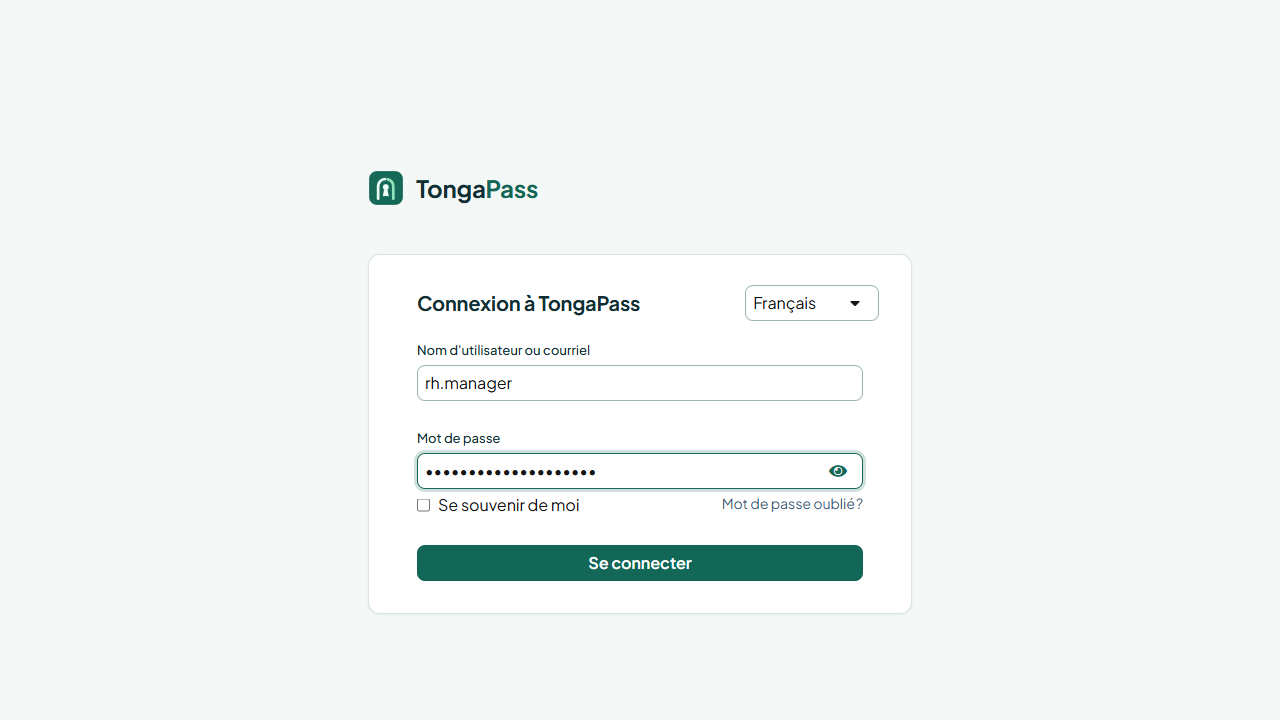 TongaPass
Connexion à TongaPass
Français
Nom d'utilisateur ou courriel
rh.manager
Mot de passe
•••••••••••••••••••
Se souvenir de moi
Mot de passe oublié ?
Se connecter